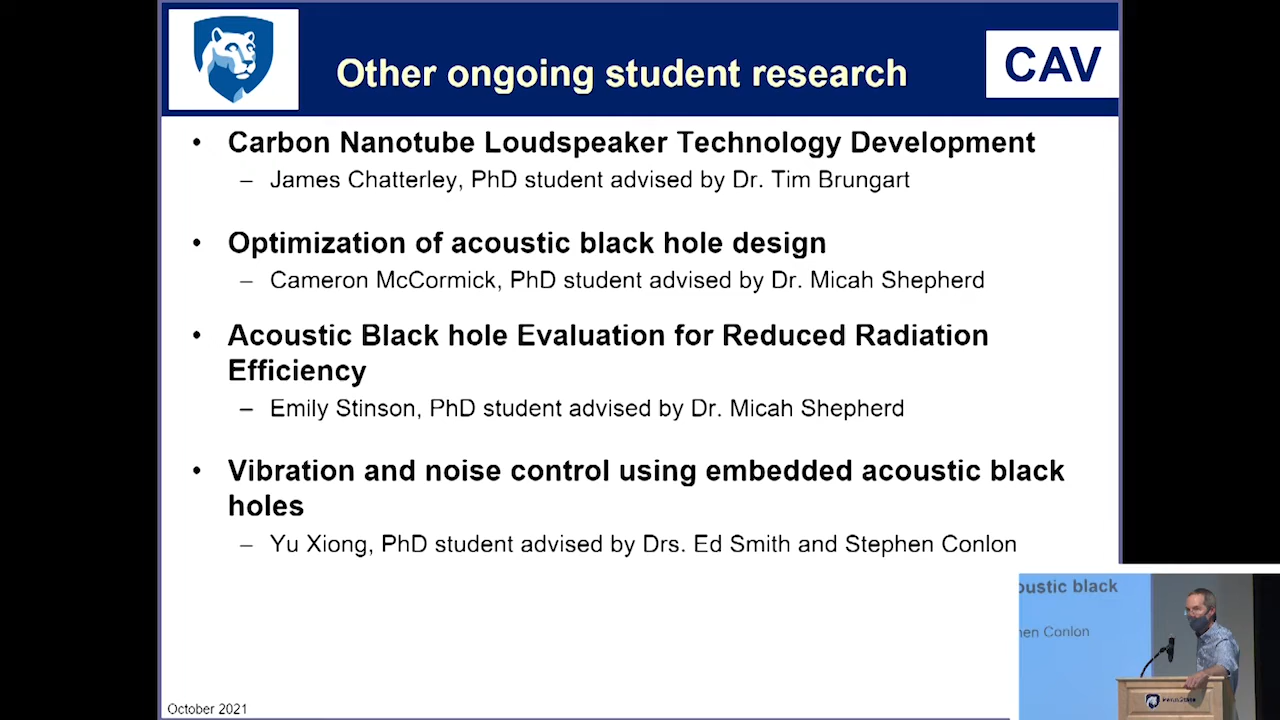 Other ongoing student research
CAV
• Carbon Nanotube Loudspeaker Technology Development
– James Chatterley, PhD student advised by Dr. Tim Brungart
• Optimization of acoustic black hole design
– Cameron McCormick, PhD student advised by Dr. Micah Shepherd
• Acoustic Black hole Evaluation for Reduced Radiation
Efficiency
– Emily Stinson, PhD student advised by Dr. Micah Shepherd
• Vibration and noise control using embedded acoustic black
holes
– Yu Xiong, PhD student advised by Drs. Ed Smith and Stephen Conlon
oustic black
hen Conlon
PennState
October 2021